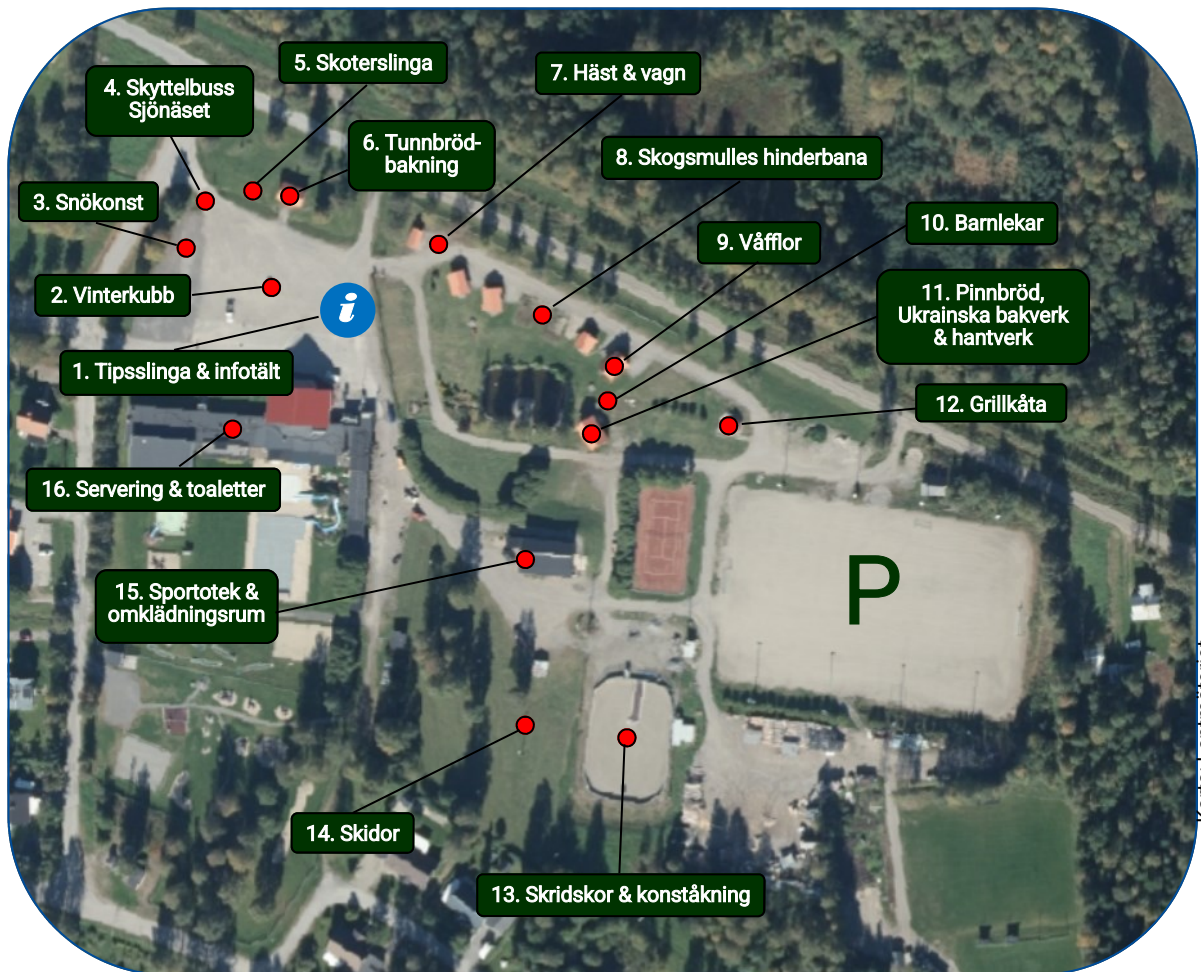 5. Skoterslinga
7. Häst & vagn
4. Skyttelbuss
Sjönäset
6. Tunnbröd-
bakning
8. Skogsmulles hinderbana
3. Snökonst
10. Barnlekar
9. Våfflor
2. Vinterkubb
i
11. Pinnbröd,
Ukrainska bakverk
& hantverk
1. Tipsslinga & infotält
12. Grillkåta
16. Servering & toaletter
P
15. Sportotek &
omklädningsrum
14. Skidor
13. Skridskor & konståkning